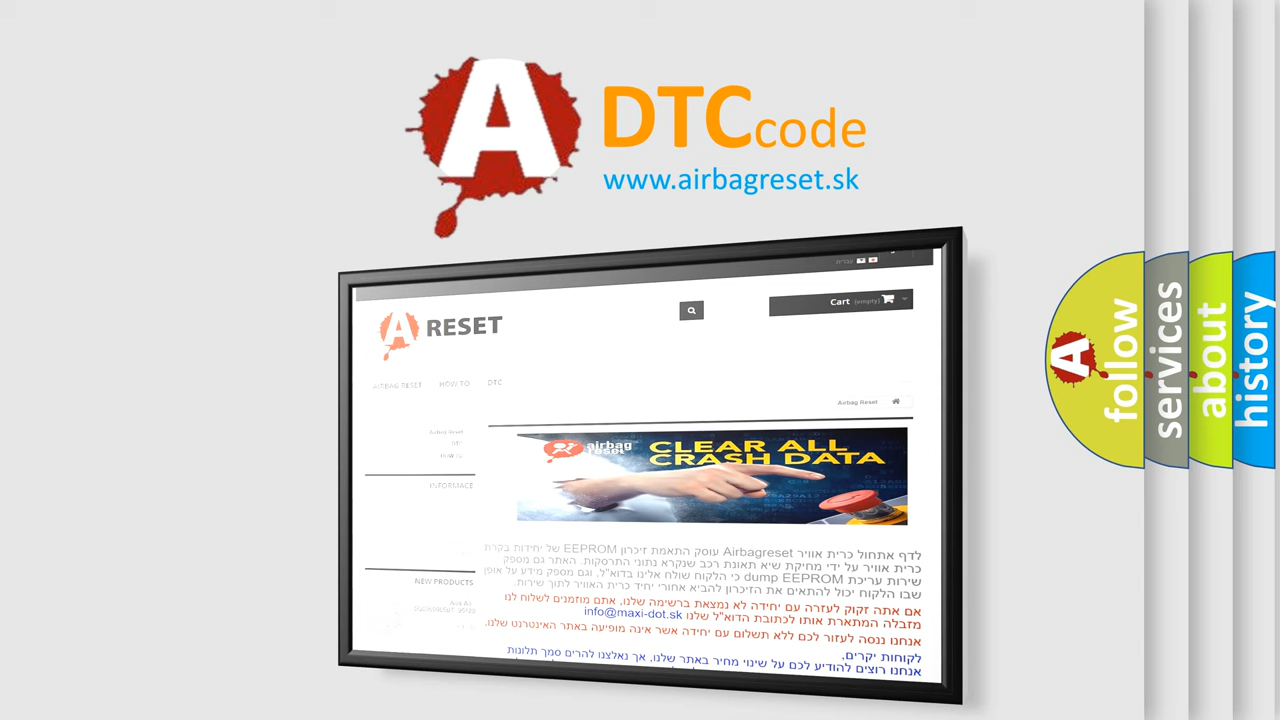 A
DTCcode
www.airbagreset.sk
עברית
A RESET
Cart (empty)
AIRBAG RESET HOW TO DTC
Airbag Reset
Airbag Reset
DTC
HOW TO
INFORMACE
NEW PRODUCTS
airbag
reset
CLEAR ALL
CRASH DATA
לדף אתחול כרית אוויר Airbagreset עוסק התאמת זיכרון EEPROM של יחידות בקרת
כרית אוויר על ידי מחיקת שיא תאונת רכב שנקרא נתוני התרסקות. האתר גם מספק
שירות עריכת dump EEPROM כי הלקוח שולח אלינו בדוא"ל, וגם מספק מידע על אופן
שבו הלקוח יכול להתאים את הזיכרון להביא אחורי יחיד כרית האוויר לתוך שירות.
אם אתה זקוק לעזרה עם יחידה לא נמצאת ברשימה שלנו, אתם מוזמנים לשלוח לנו
מזבלה המתארת אותו לכתובת הדוא"ל שלנו info@maxi-dot.sk
אנחנו ננסה לעזור לכם ללא תשלום עם יחידה אשר אינה מופיעה באתר האינטרנט שלנו.
לקוחות יקרים,
אנחנו רוצים להודיע לכם על שינוי מחיר באתר שלנו, אך נאלצנו להרים סמך תלונות
A
follow
services
about
history